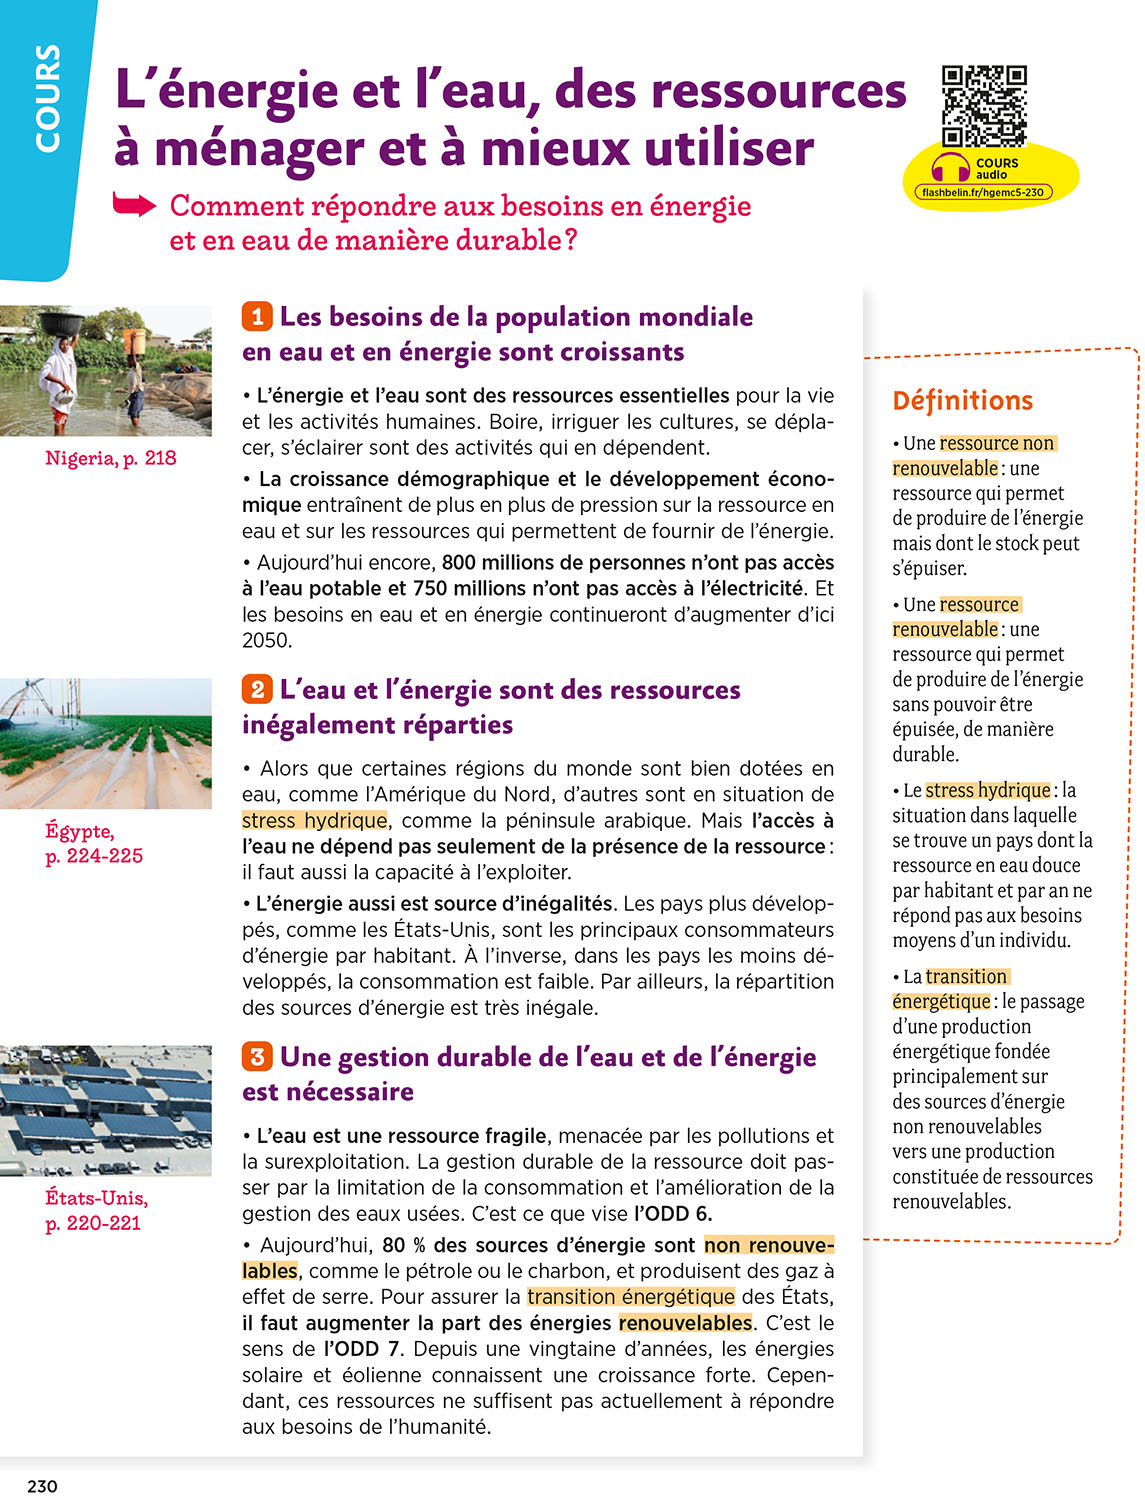 COURS
L'énergie et l'eau, des ressources
à ménager et à mieux utiliser
Comment répondre aux besoins en énergie
et en eau de manière durable ?
COURS
audio
flashbelin.fr/hgemc5-230
Nigeria, p. 218
1 Les besoins de la population mondiale
en eau et en énergie sont croissants
• L'énergie et l'eau sont des ressources essentielles pour la vie
et les activités humaines. Boire, irriguer les cultures, se dépla-
cer, s'éclairer sont des activités qui en dépendent.
• La croissance démographique et le développement écono-
mique entraînent de plus en plus de pression sur la ressource en
eau et sur les ressources qui permettent de fournir de l'énergie.
• Aujourd'hui encore, 800 millions de personnes n'ont pas accès
à l'eau potable et 750 millions n'ont pas accès à l'électricité. Et
les besoins en eau et en énergie continueront d'augmenter d'ici
2050.
Égypte,
p. 224-225
2 L'eau et l'énergie sont des ressources
inégalement réparties
• Alors que certaines régions du monde sont bien dotées en
eau, comme l'Amérique du Nord, d'autres sont en situation de
stress hydrique, comme la péninsule arabique. Mais l'accès à
l'eau ne dépend pas seulement de la présence de la ressource :
il faut aussi la capacité à l'exploiter.
• L'énergie aussi est source d'inégalités. Les pays plus dévelop-
pés, comme les États-Unis, sont les principaux consommateurs
d'énergie par habitant. À l'inverse, dans les pays les moins dé-
veloppés, la consommation est faible. Par ailleurs, la répartition
des sources d'énergie est très inégale.
États-Unis,
p. 220-221
3 Une gestion durable de l'eau et de l'énergie
est nécessaire
• L'eau est une ressource fragile, menacée par les pollutions et
la surexploitation. La gestion durable de la ressource doit pas-
ser par la limitation de la consommation et l'amélioration de la
gestion des eaux usées. C'est ce que vise l'ODD 6.
• Aujourd'hui, 80 % des sources d'énergie sont non renouve-
lables, comme le pétrole ou le charbon, et produisent des gaz à
effet de serre. Pour assurer la transition énergétique des États,
il faut augmenter la part des énergies renouvelables. C'est le
sens de l'ODD 7. Depuis une vingtaine d'années, les énergies
solaire et éolienne connaissent une croissance forte. Cepen-
dant, ces ressources ne suffisent pas actuellement à répondre
aux besoins de l'humanité.
Définitions
• Une ressource non
renouvelable : une
ressource qui permet
de produire de l'énergie
mais dont le stock peut
s'épuiser.
• Une ressource
renouvelable : une
ressource qui permet
de produire de l'énergie
sans pouvoir être
épuisée, de manière
durable.
• Le stress hydrique : la
situation dans laquelle
se trouve un pays dont la
ressource en eau douce
par habitant et par an ne
répond pas aux besoins
moyens d'un individu.
• La transition
énergétique : le passage
d'une production
énergétique fondée
principalement sur
des sources d'énergie
non renouvelables
vers une production
constituée de ressources
renouvelables.
230